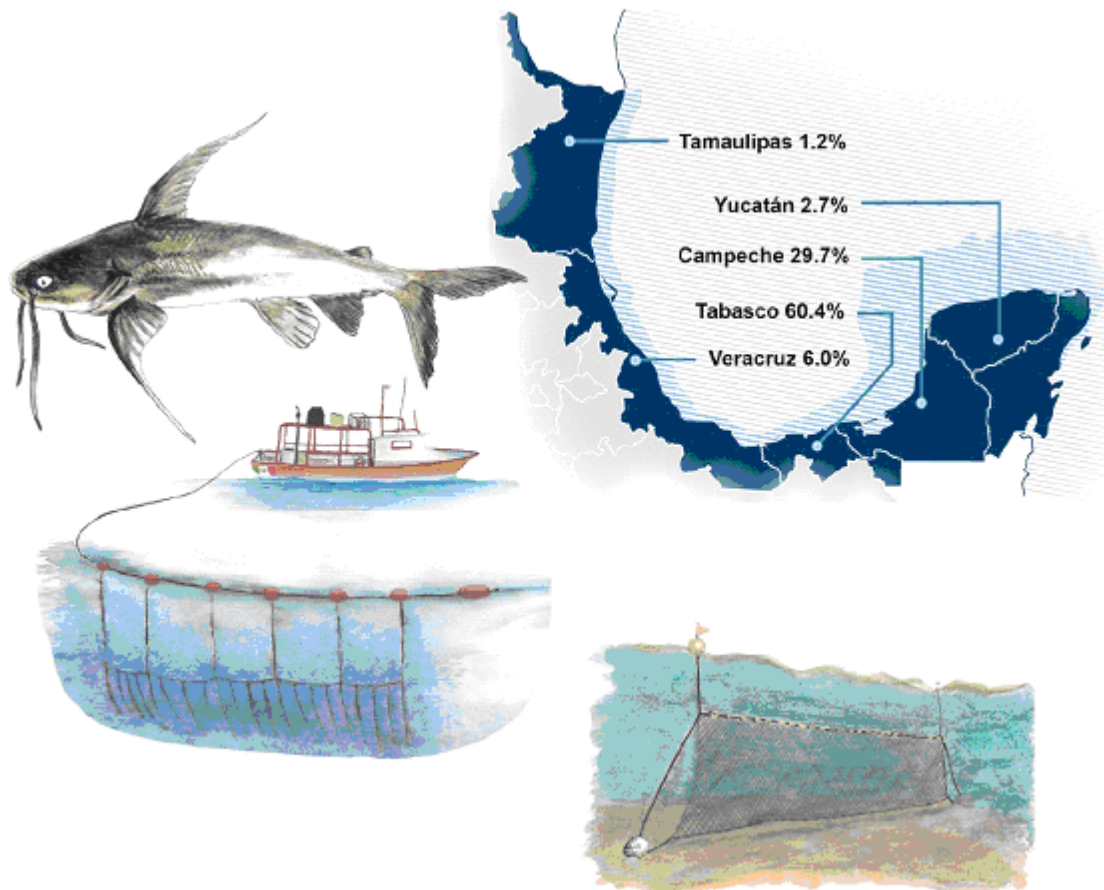 Tamaulipas 1.2%
Yucatán 2.7%
Campeche 29.7%
Tabasco 60.4%
Veracruz 6.0%